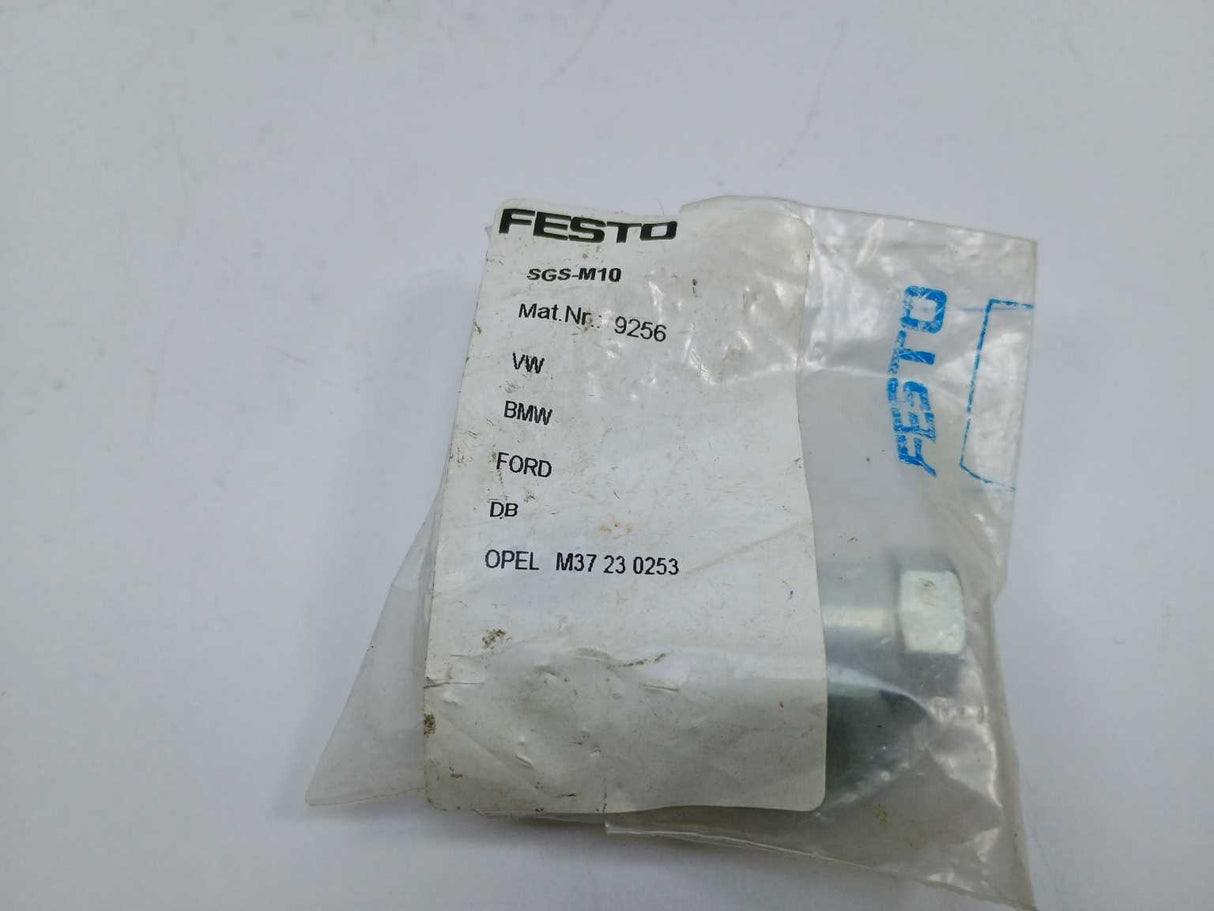 FESTO
SGS-M10
Mat.Nr.: 9256
VW
BMW
FORD
DB
OPEL M37 23 0253
FESTO